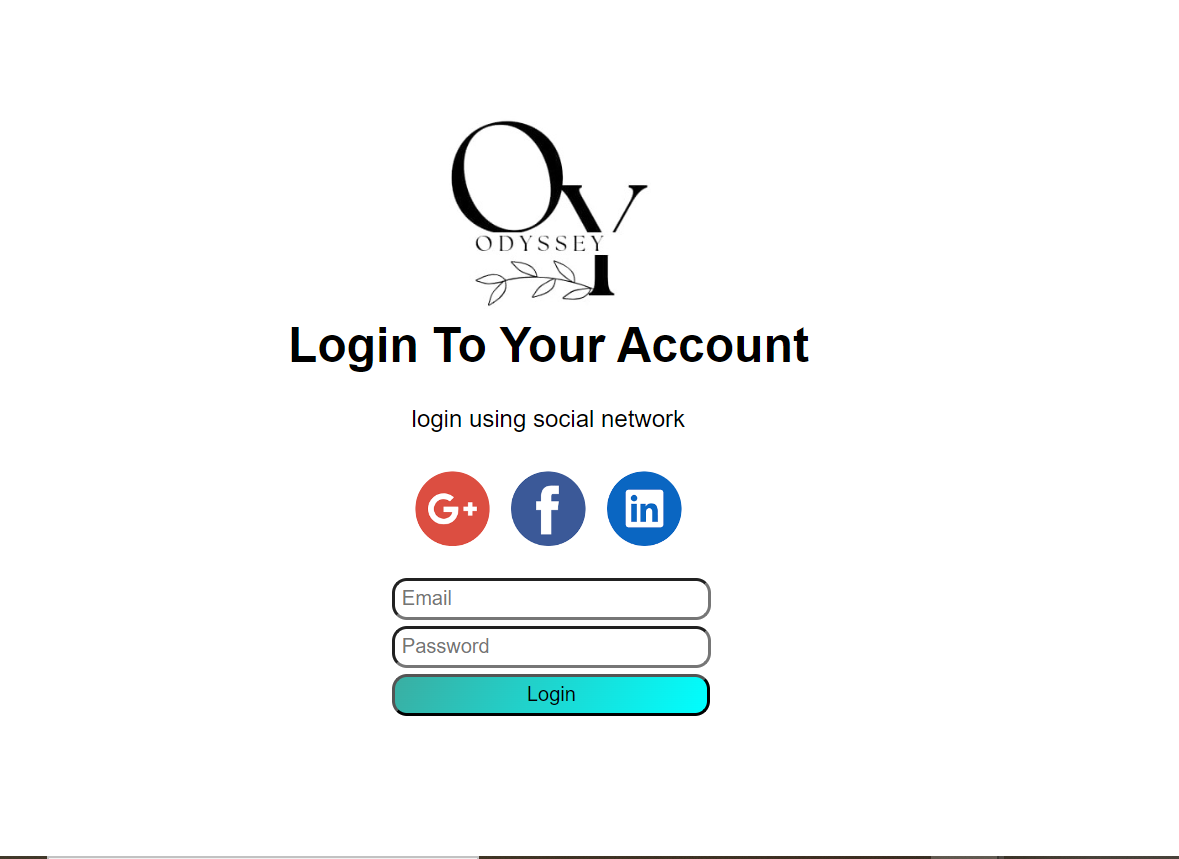 OY
ODYSSEY
Login To Your Account
login using social network
G+ f in
Email
Password
Login